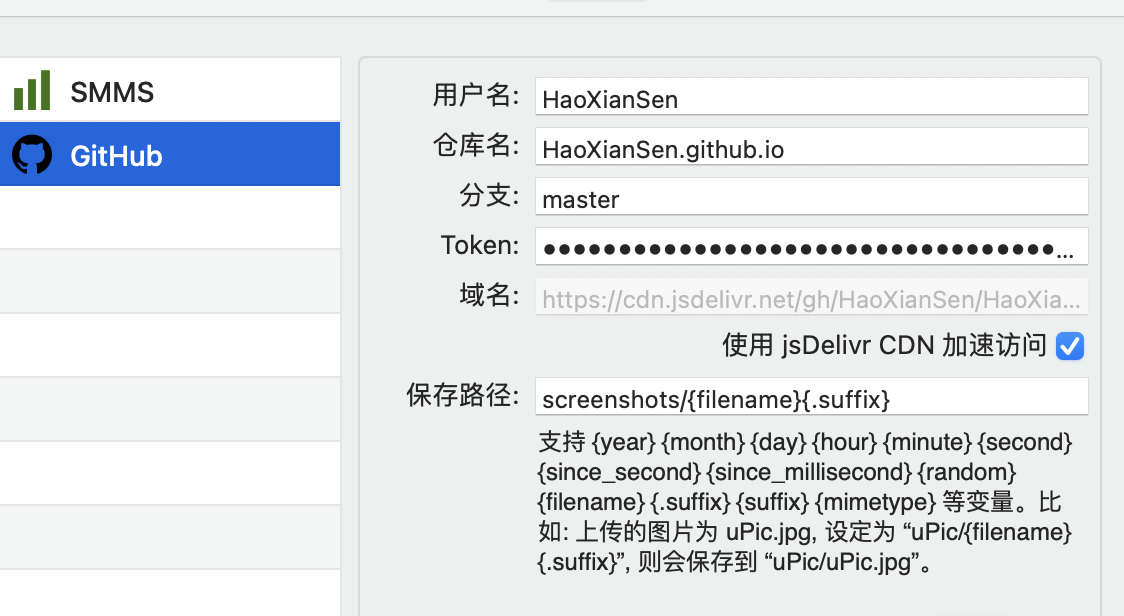 SMMS
GitHub
用户名: HaoXianSen
仓库名: HaoXianSen.github.io
分支: master
Token: ●●●●●●●●●●●●●●●●●●●●●●●●●●●●●●●●●●...
域名: https://cdn.jsdelivr.net/gh/HaoXianSen/HaoXia...
使用 jsDelivr CDN 加速访问
保存路径: screenshots/{filename}{.suffix}
支持 {year} {month} {day} {hour} {minute} {second}
{since_second} {since_millisecond} {random}
{filename} {.suffix} {suffix} {mimetype} 等变量。比
如: 上传的图片为 uPic.jpg, 设定为 “uPic/{filename}
{.suffix}”, 则会保存到 “uPic/uPic.jpg”。